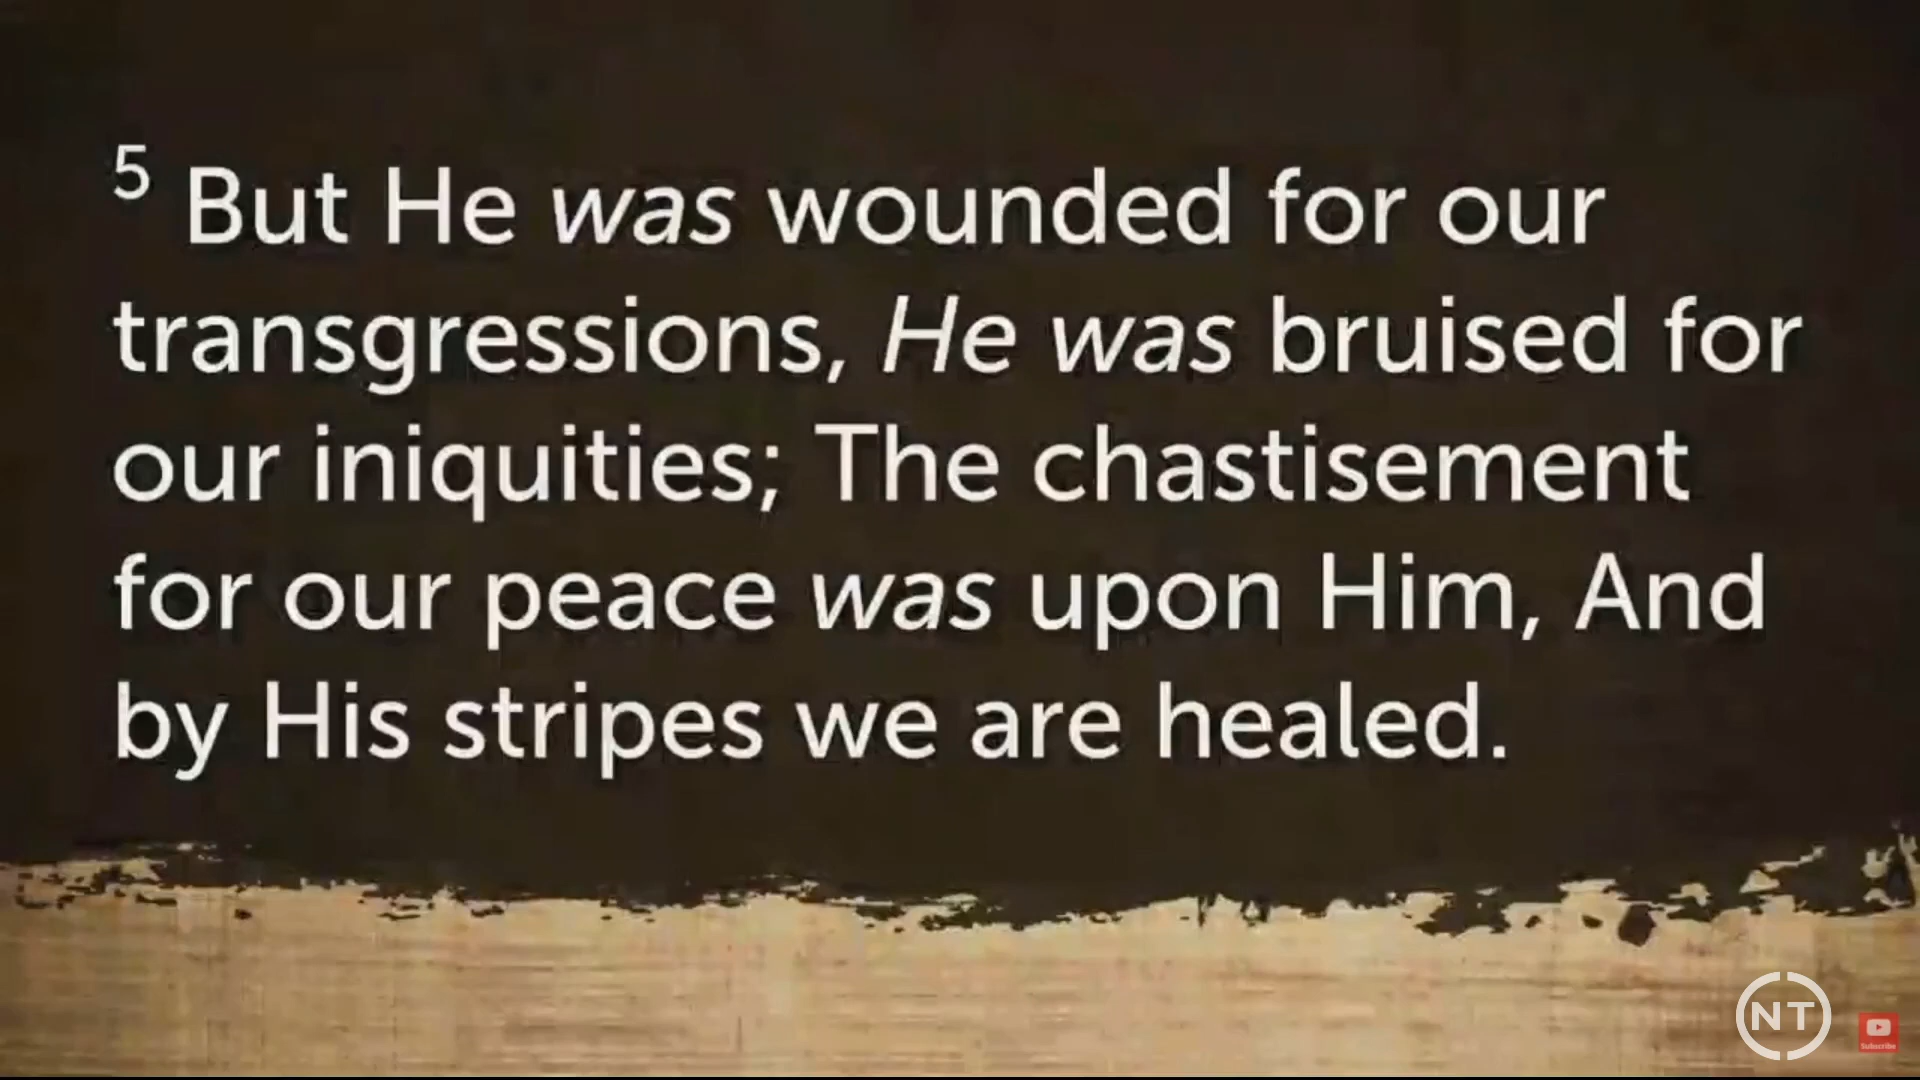 5 But He was wounded for our
transgressions, He was bruised for
our iniquities; The chastisement
for our peace was upon Him, And
by His stripes we are healed.
NT
Subscribe